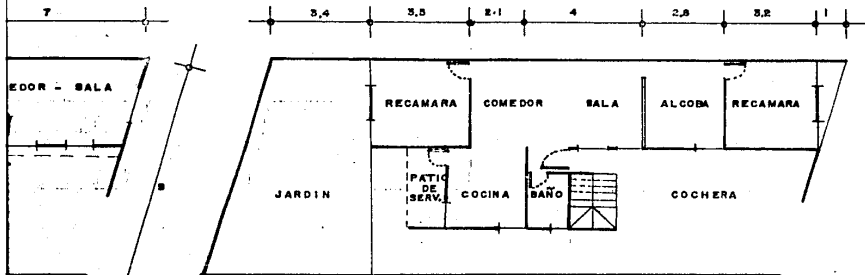 7
3,4
3,5
2·1
4
2,8
3,2
1
EDOR - SALA
RECAMARA
COMEDOR
SALA
ALCOBA
RECAMARA
JARDIN
PATIO
DE
SERV.
COCINA
BAÑO
COCHERA